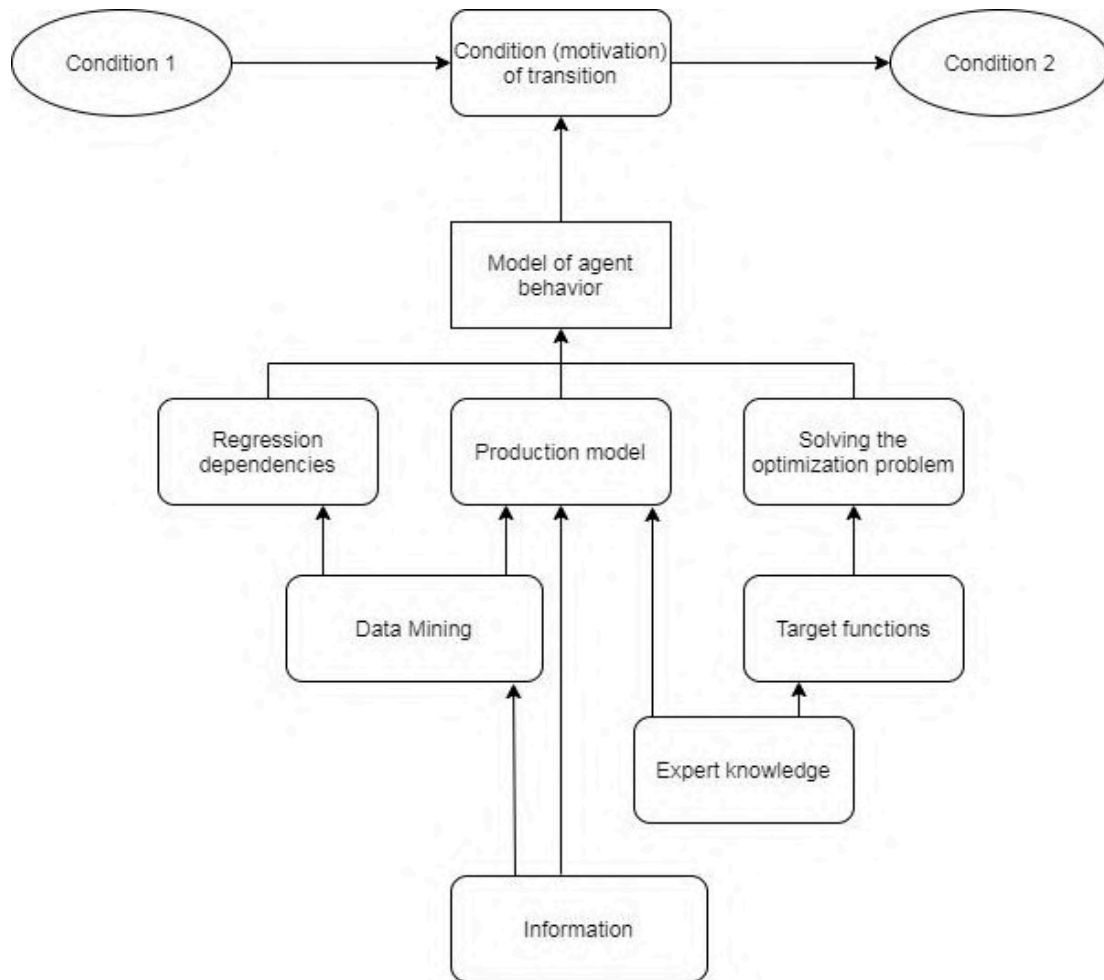 Condition 1
Condition (motivation)
of transition
Condition 2
Model of agent
behavior
Regression
dependencies
Production model
Solving the
optimization problem
Data Mining
Target functions
Expert knowledge
Information